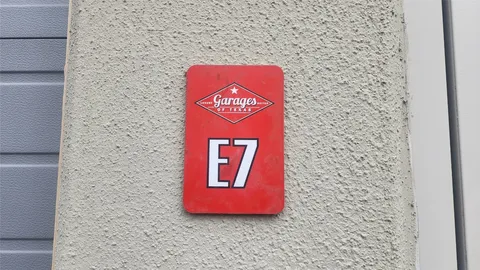 Garages
OF TEXAS
E7